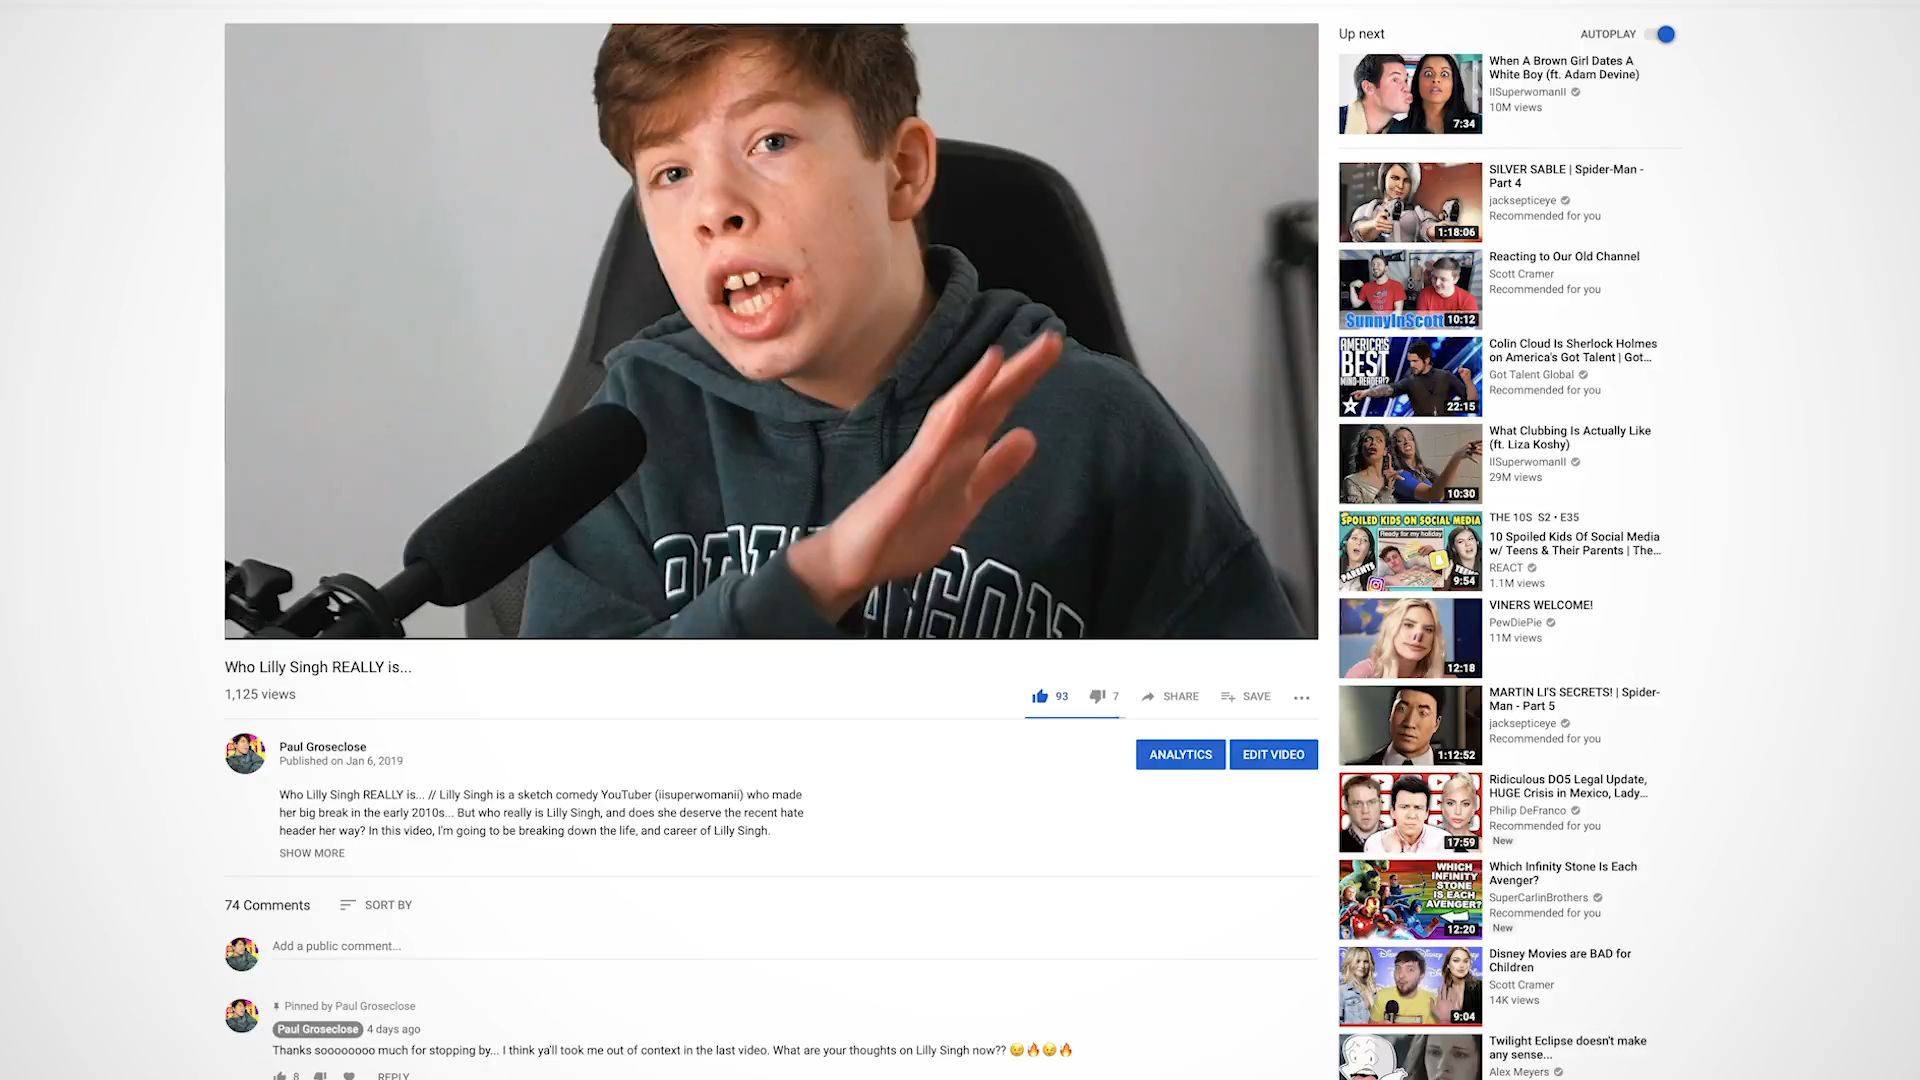 Who Lilly Singh REALLY is...
1,125 views
93
7
SHARE
SAVE
Paul Groseclose
Published on Jan 6, 2019
ANALYTICS
EDIT VIDEO
Who Lilly Singh REALLY is... // Lilly Singh is a sketch comedy YouTuber (iisuperwomanii) who made
her big break in the early 2010s... But who really is Lilly Singh, and does she deserve the recent hate
header her way? In this video, I'm going to be breaking down the life, and career of Lilly Singh.
SHOW MORE
74 Comments
SORT BY
Add a public comment...
Pinned by Paul Groseclose
Paul Groseclose 4 days ago
Thanks soooooooo much for stopping by... I think ya'll took me out of context in the last video. What are your thoughts on Lilly Singh now?? 😉🔥😉🔥
8
REPLY
Up next
AUTOPLAY
7:34
When A Brown Girl Dates A
White Boy (ft. Adam Devine)
IISuperwomanII
10M views
1:18:06
SILVER SABLE | Spider-Man -
Part 4
jacksepticeye
Recommended for you
SunnyInScott
10:12
Reacting to Our Old Channel
Scott Cramer
Recommended for you
AMERICA'S
BEST
MIND-READER!?
22:15
Colin Cloud Is Sherlock Holmes
on America's Got Talent | Got...
Got Talent Global
Recommended for you
10:30
What Clubbing Is Actually Like
(ft. Liza Koshy)
IISuperwomanII
29M views
SPOILED KIDS ON SOCIAL MEDIA
Ready for my holiday
PARENTS
TEENS
9:54
THE 10S S2 • E35
10 Spoiled Kids Of Social Media
w/ Teens & Their Parents | The...
REACT
1.1M views
12:18
VINERS WELCOME!
PewDiePie
11M views
1:12:52
MARTIN LI'S SECRETS! | Spider-
Man - Part 5
jacksepticeye
Recommended for you
17:59
Ridiculous DO5 Legal Update,
HUGE Crisis in Mexico, Lady...
Philip DeFranco
Recommended for you
New
WHICH
INFINITY
STONE
IS EACH
AVENGER?
12:20
Which Infinity Stone Is Each
Avenger?
SuperCarlinBrothers
Recommended for you
New
9:04
Disney Movies are BAD for
Children
Scott Cramer
14K views
Twilight Eclipse doesn't make
any sense...
Alex Meyers